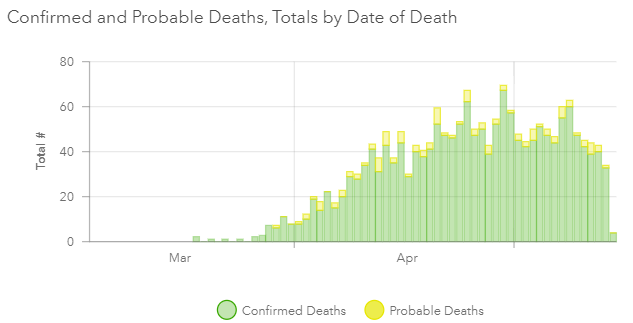 Confirmed and Probable Deaths, Totals by Date of Death
80
60
40
20
0
Total #
Mar
Apr
Confirmed Deaths
Probable Deaths